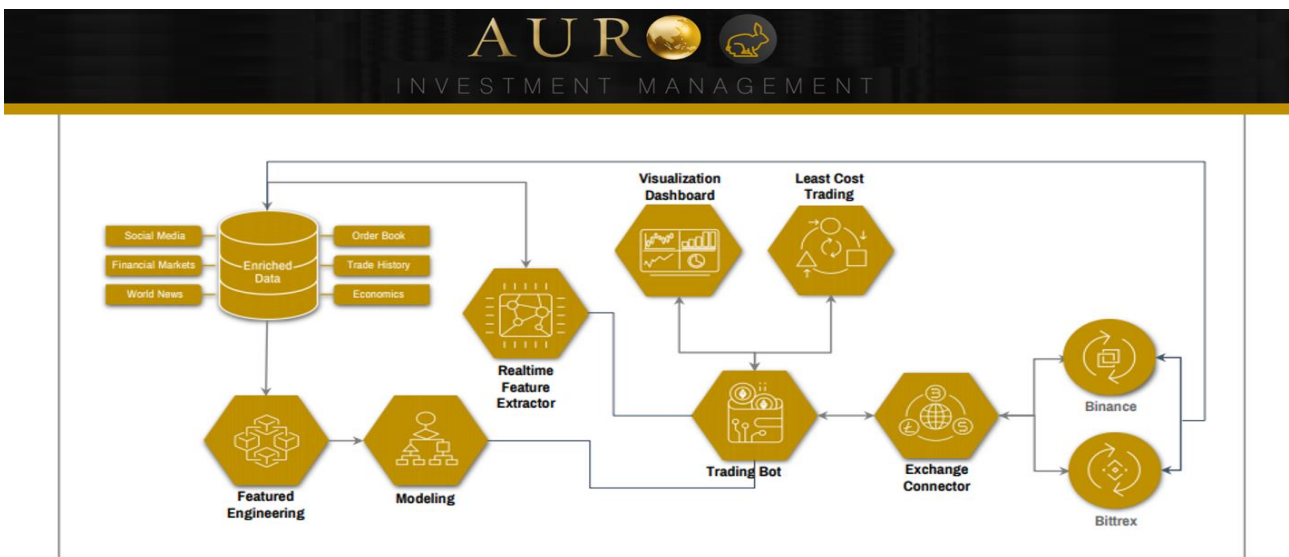 AURO
INVESTMENT MANAGEMENT
Visualization
Dashboard
Least Cost
Trading
Social Media
Financial Markets
World News
Enriched
Data
Order Book
Trade History
Economics
Realtime
Feature
Extractor
Featured
Engineering
Modeling
Trading Bot
Exchange
Connector
Binance
Bittrex